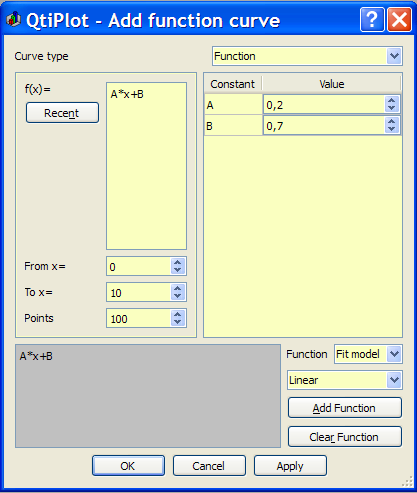 QtiPlot - Add function curve
Curve type
Function
f(x)=
A*x+B
Recent
Constant Value
A 0,2
B 0,7
From x= 0
To x= 10
Points 100
A*x+B
Function Fit model
Linear
Add Function
Clear Function
OK Cancel Apply